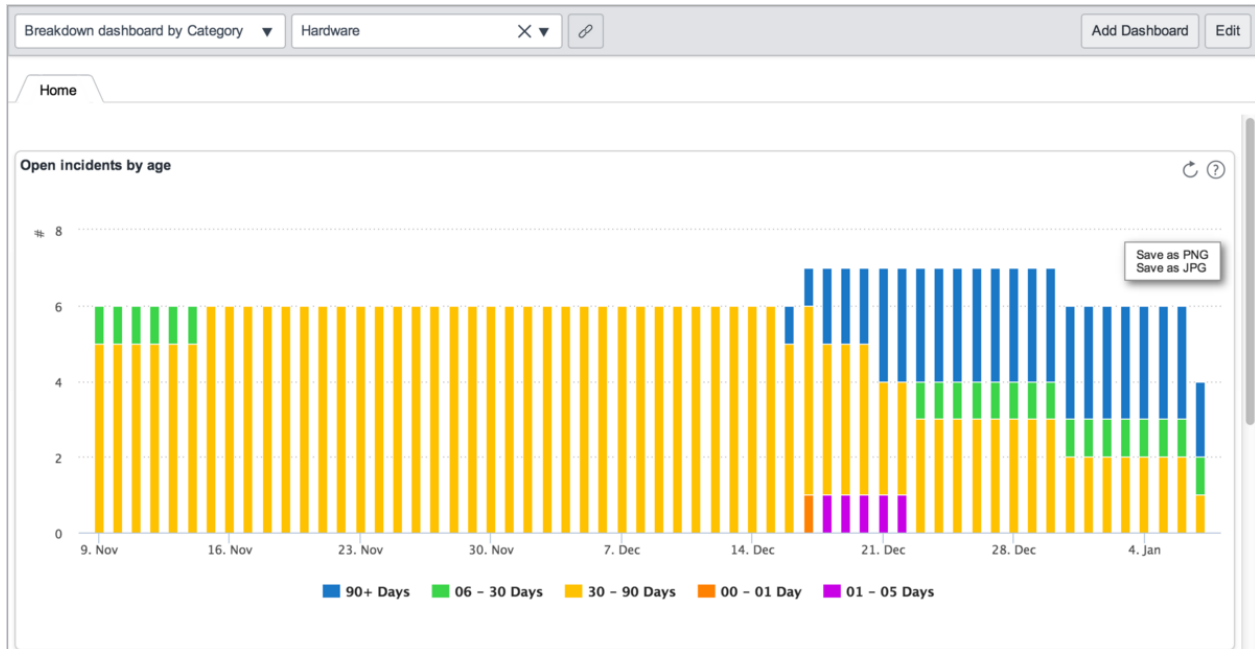 Breakdown dashboard by Category ▼ Hardware ✕ ▼ Add Dashboard Edit
Home
Open incidents by age
?
# 8
Save as PNG
Save as JPG
6
4
2
0
9. Nov 16. Nov 23. Nov 30. Nov 7. Dec 14. Dec 21. Dec 28. Dec 4. Jan
90+ Days 06 – 30 Days 30 – 90 Days 00 – 01 Day 01 – 05 Days